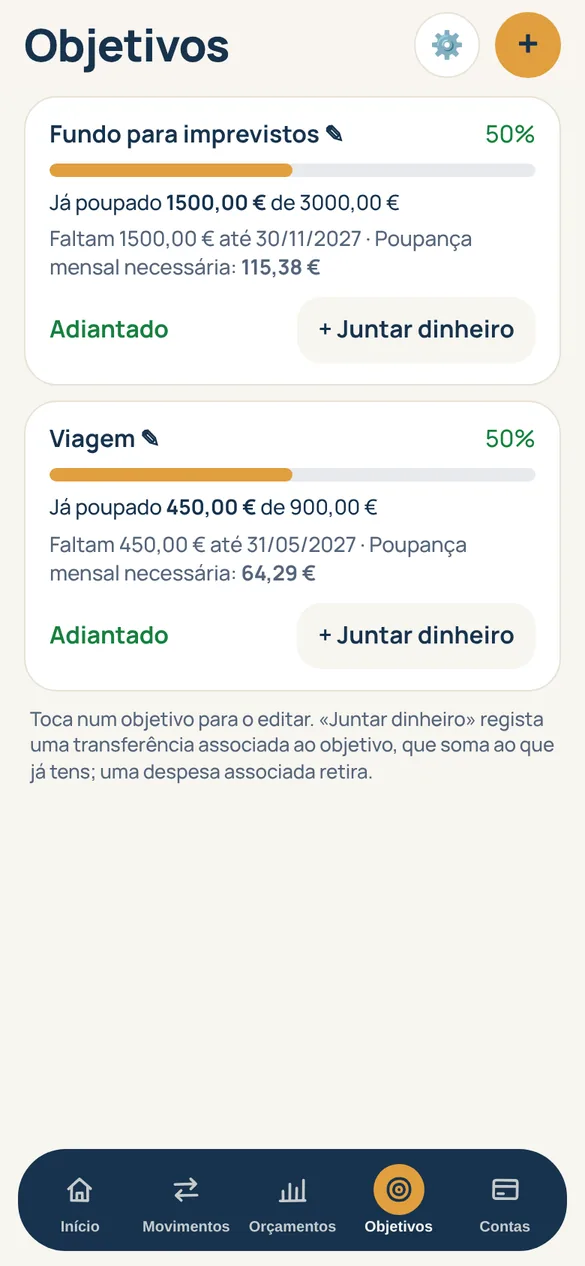 Objetivos
+
Fundo para imprevistos ✎ 50%
Já poupado 1500,00 € de 3000,00 €
Faltam 1500,00 € até 30/11/2027 · Poupança
mensal necessária: 115,38 €
Adiantado + Juntar dinheiro
Viagem ✎ 50%
Já poupado 450,00 € de 900,00 €
Faltam 450,00 € até 31/05/2027 · Poupança
mensal necessária: 64,29 €
Adiantado + Juntar dinheiro
Toca num objetivo para o editar. «Juntar dinheiro» regista
uma transferência associada ao objetivo, que soma ao que
já tens; uma despesa associada retira.
Início Movimentos Orçamentos Objetivos Contas